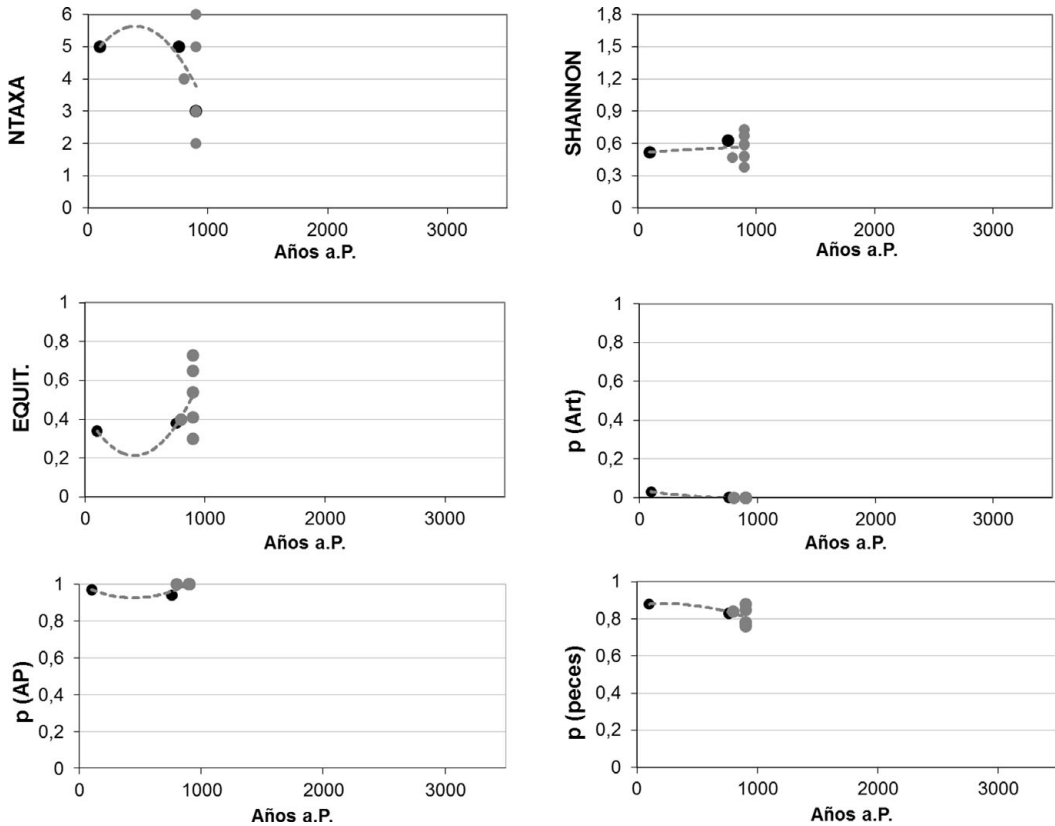 NTAXA
6
5
4
3
2
1
0
0 1000 2000 3000
Años a.P.
SHANNON
1,8
1,5
1,2
0,9
0,6
0,3
0
0 1000 2000 3000
Años a.P.
EQUIT.
1
0,8
0,6
0,4
0,2
0
0 1000 2000 3000
Años a.P.
p (Art)
1
0,8
0,6
0,4
0,2
0
0 1000 2000 3000
Años a.P.
p (AP)
1
0,8
0,6
0,4
0,2
0
0 1000 2000 3000
Años a.P.
p (peces)
1
0,8
0,6
0,4
0,2
0
0 1000 2000 3000
Años a.P.